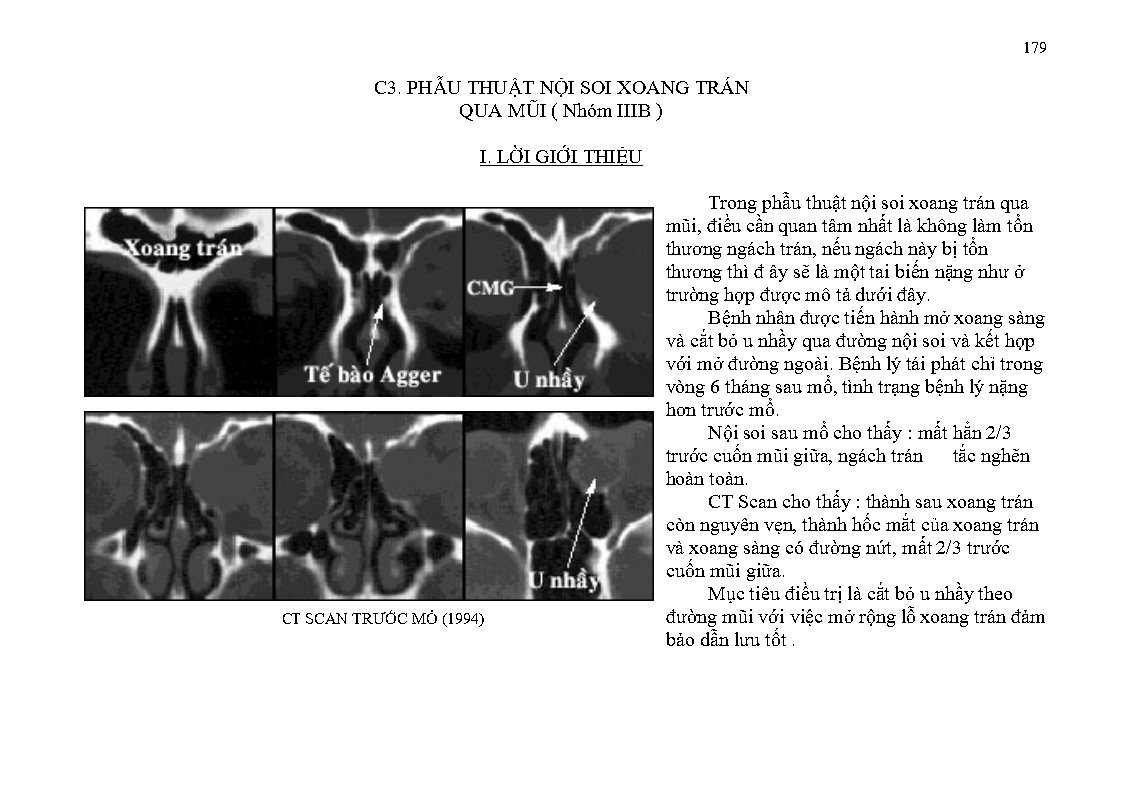 179
C3. PHẪU THUẬT NỘI SOI XOANG TRÁN
QUA MŨI ( Nhóm IIIB )
I. LỜI GIỚI THIỆU
Xoang trán
Tế bào Agger
CMG
U nhầy
U nhầy
CT SCAN TRƯỚC MỎ (1994)
Trong phẫu thuật nội soi xoang trán qua
mũi, điều cần quan tâm nhất là không làm tổn
thương ngách trán, nếu ngách này bị tổn
thương thì đ ây sẽ là một tai biến nặng như ở
trường hợp được mô tả dưới đây.
Bệnh nhân được tiến hành mở xoang sàng
và cắt bỏ u nhầy qua đường nội soi và kết hợp
với mở đường ngoài. Bệnh lý tái phát chỉ trong
vòng 6 tháng sau mổ, tình trạng bệnh lý nặng
hơn trước mổ.
Nội soi sau mổ cho thấy : mất hẳn 2/3
trước cuốn mũi giữa, ngách trán tắc nghẽn
hoàn toàn.
CT Scan cho thấy : thành sau xoang trán
còn nguyên vẹn, thành hốc mắt của xoang trán
và xoang sàng có đường nứt, mất 2/3 trước
cuốn mũi giữa.
Mục tiêu điều trị là cắt bỏ u nhầy theo
đường mũi với việc mở rộng lỗ xoang trán đảm
bảo dẫn lưu tốt .